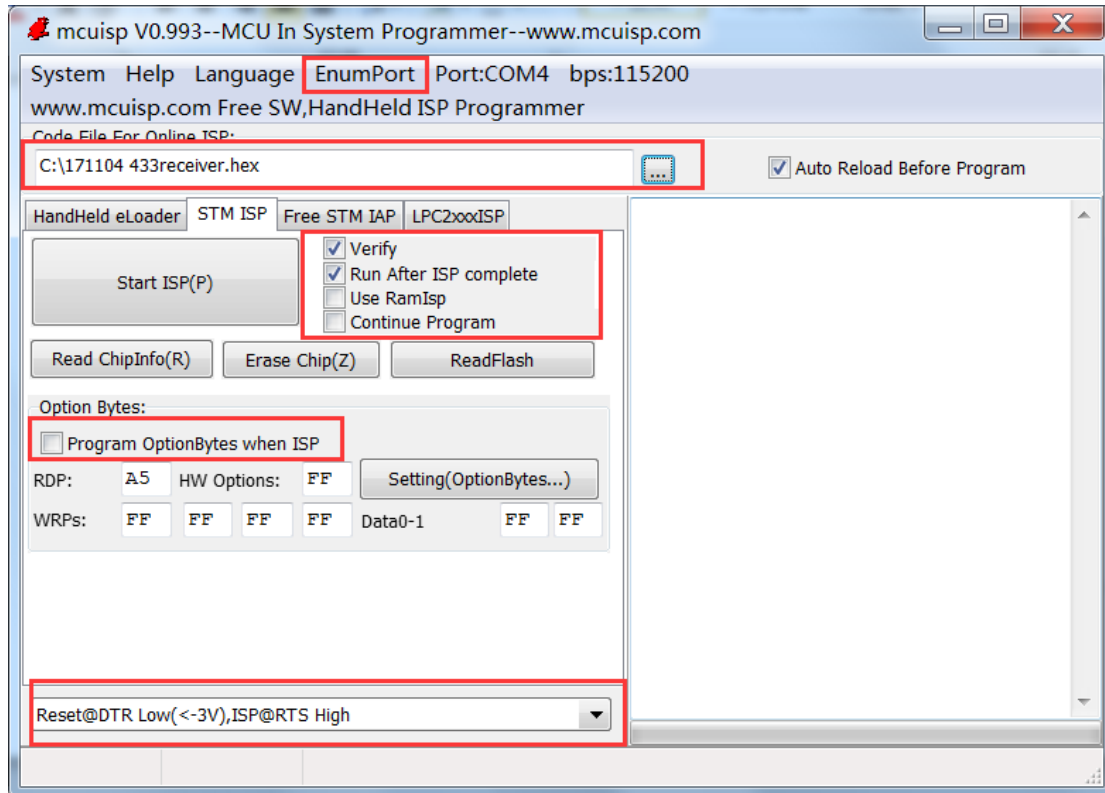 mcuisp V0.993--MCU In System Programmer--www.mcuisp.com
System Help Language EnumPort Port:COM4 bps:115200
www.mcuisp.com Free SW,HandHeld ISP Programmer
Code File For Online ISP:
C:\171104 433receiver.hex ... Auto Reload Before Program
HandHeld eLoader STM ISP Free STM IAP LPC2xxxISP
Start ISP(P)
Verify
Run After ISP complete
Use RamIsp
Continue Program
Read ChipInfo(R) Erase Chip(Z) ReadFlash
Option Bytes:
Program OptionBytes when ISP
RDP: A5 HW Options: FF Setting(OptionBytes...)
WRPs: FF FF FF FF Data0-1 FF FF
Reset@DTR Low(<-3V),ISP@RTS High